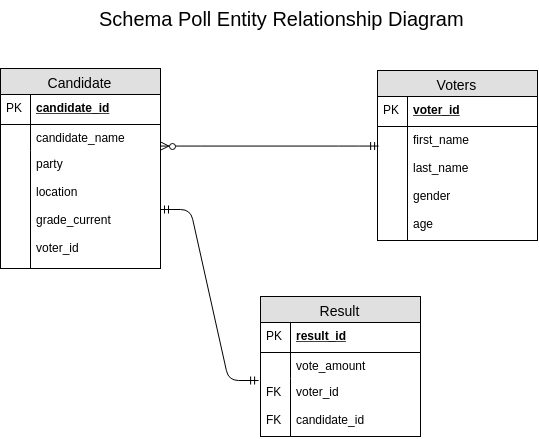 Schema Poll Entity Relationship Diagram
Candidate
PK candidate_id
candidate_name
party
location
grade_current
voter_id
Voters
PK voter_id
first_name
last_name
gender
age
Result
PK result_id
vote_amount
FK voter_id
FK candidate_id